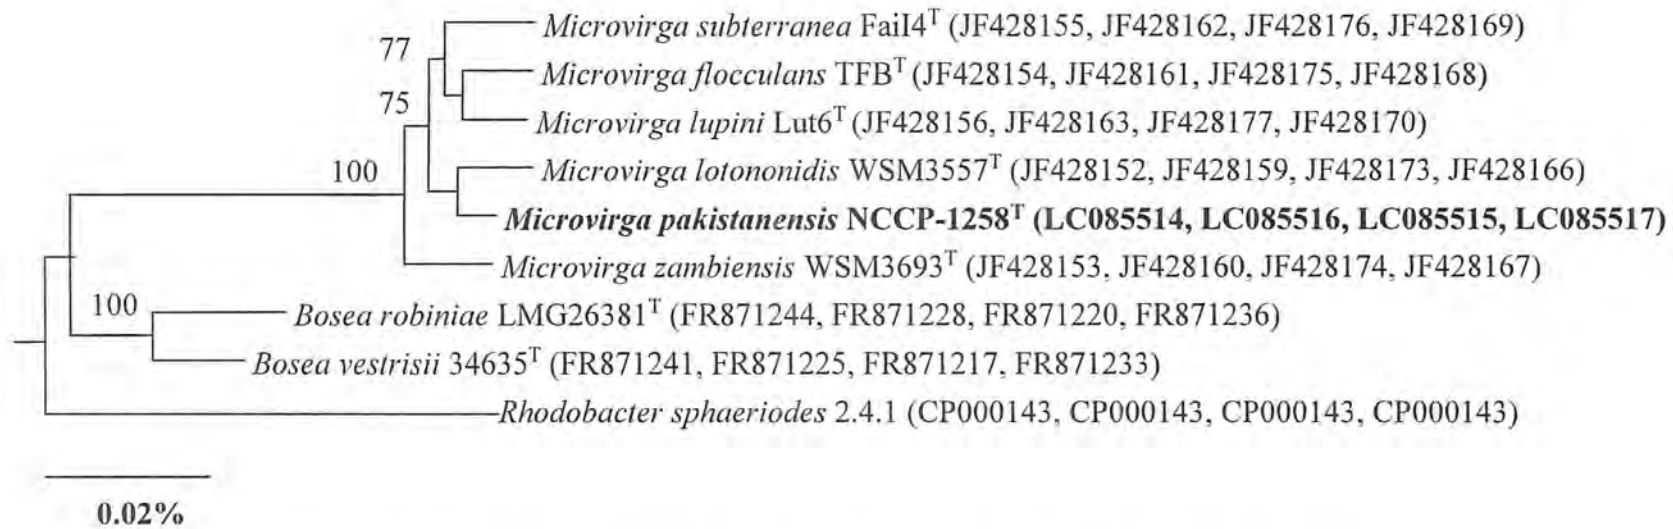 Microvirga subterranea FaiI4ᵀ (JF428155, JF428162, JF428176, JF428169)
77
Microvirga flocculans TFBᵀ (JF428154, JF428161, JF428175, JF428168)
75
Microvirga lupini Lut6ᵀ (JF428156, JF428163, JF428177, JF428170)
100
Microvirga lotononidis WSM3557ᵀ (JF428152, JF428159, JF428173, JF428166)
Microvirga pakistanensis NCCP-1258ᵀ (LC085514, LC085516, LC085515, LC085517)
Microvirga zambiensis WSM3693ᵀ (JF428153, JF428160, JF428174, JF428167)
100
Bosea robiniae LMG26381ᵀ (FR871244, FR871228, FR871220, FR871236)
Bosea vestrisii 34635ᵀ (FR871241, FR871225, FR871217, FR871233)
Rhodobacter sphaeriodes 2.4.1 (CP000143, CP000143, CP000143, CP000143)
0.02%